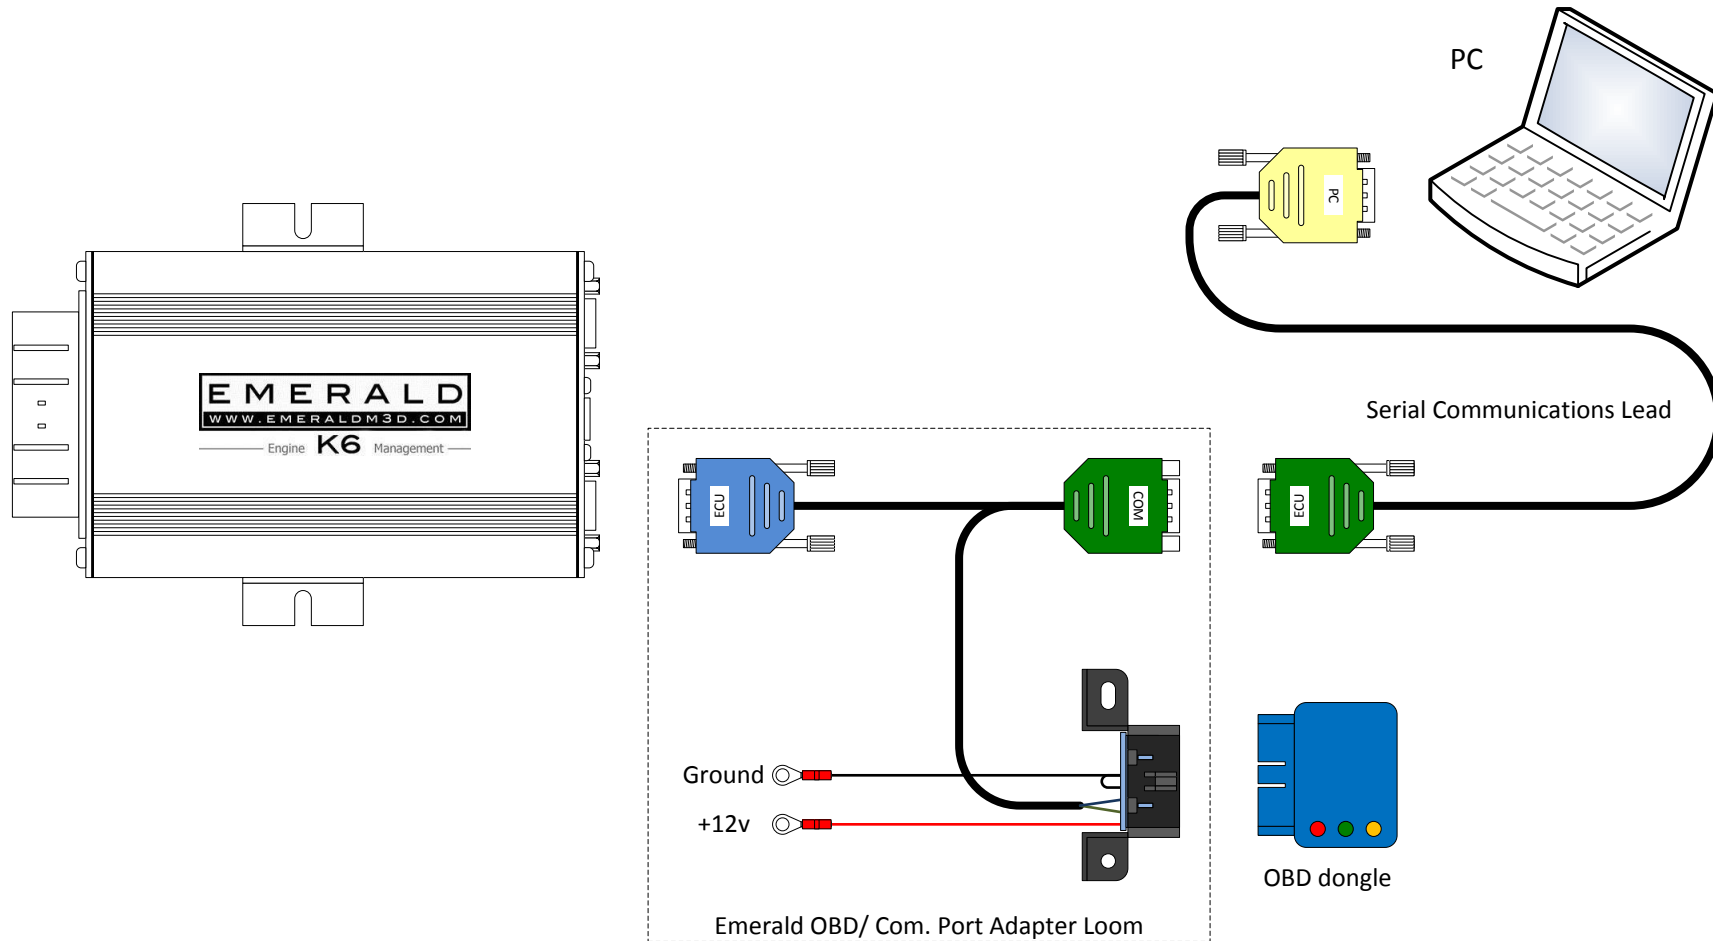 PC
PC
EMERALD
WWW.EMERALDM3D.COM
Engine K6 Management
Serial Communications Lead
ECU
COM
ECU
Ground
+12v
OBD dongle
Emerald OBD/ Com. Port Adapter Loom